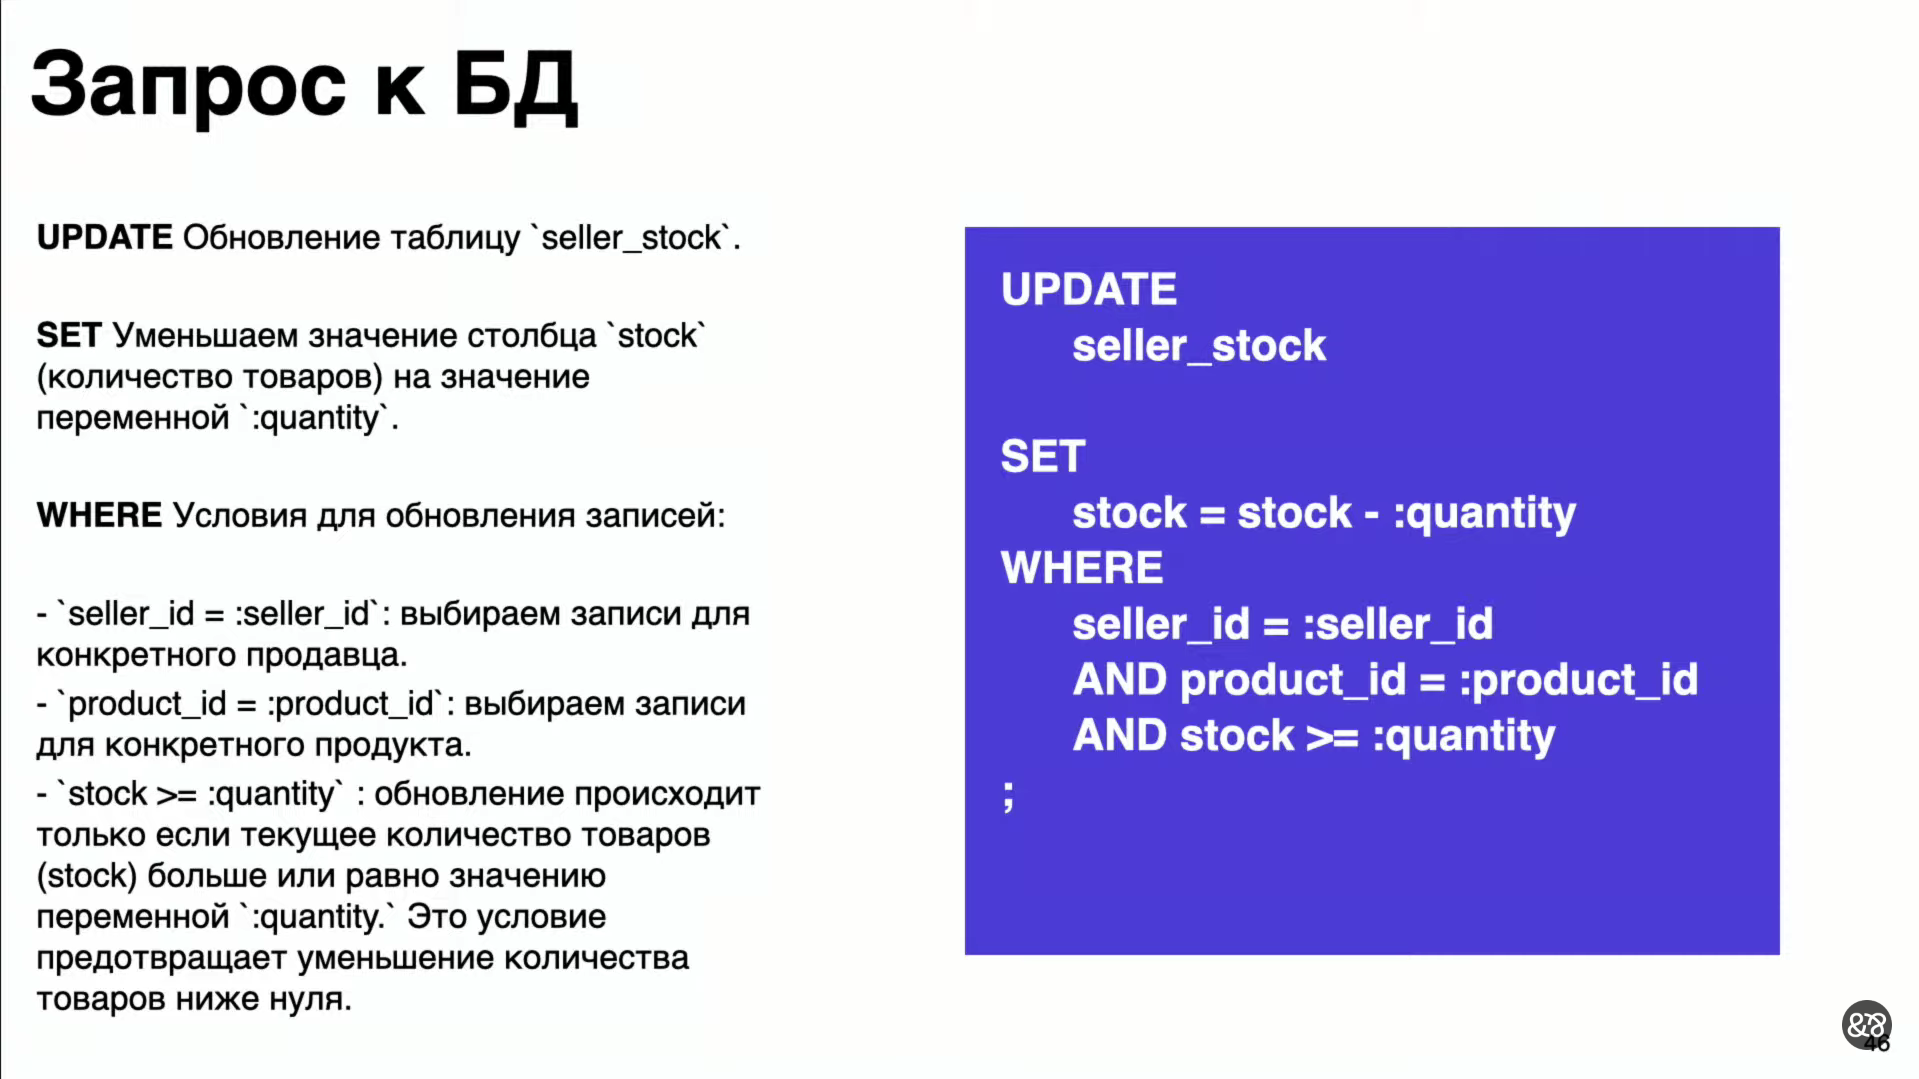 Запрос к БД
UPDATE Обновление таблицу `seller_stock`.
SET Уменьшаем значение столбца `stock`
(количество товаров) на значение
переменной `:quantity`.
WHERE Условия для обновления записей:
- `seller_id = :seller_id`: выбираем записи для
конкретного продавца.
- `product_id = :product_id`: выбираем записи
для конкретного продукта.
- `stock >= :quantity` : обновление происходит
только если текущее количество товаров
(stock) больше или равно значению
переменной `:quantity.` Это условие
предотвращает уменьшение количества
товаров ниже нуля.
UPDATE
seller_stock
SET
stock = stock - :quantity
WHERE
seller_id = :seller_id
AND product_id = :product_id
AND stock >= :quantity
;
46